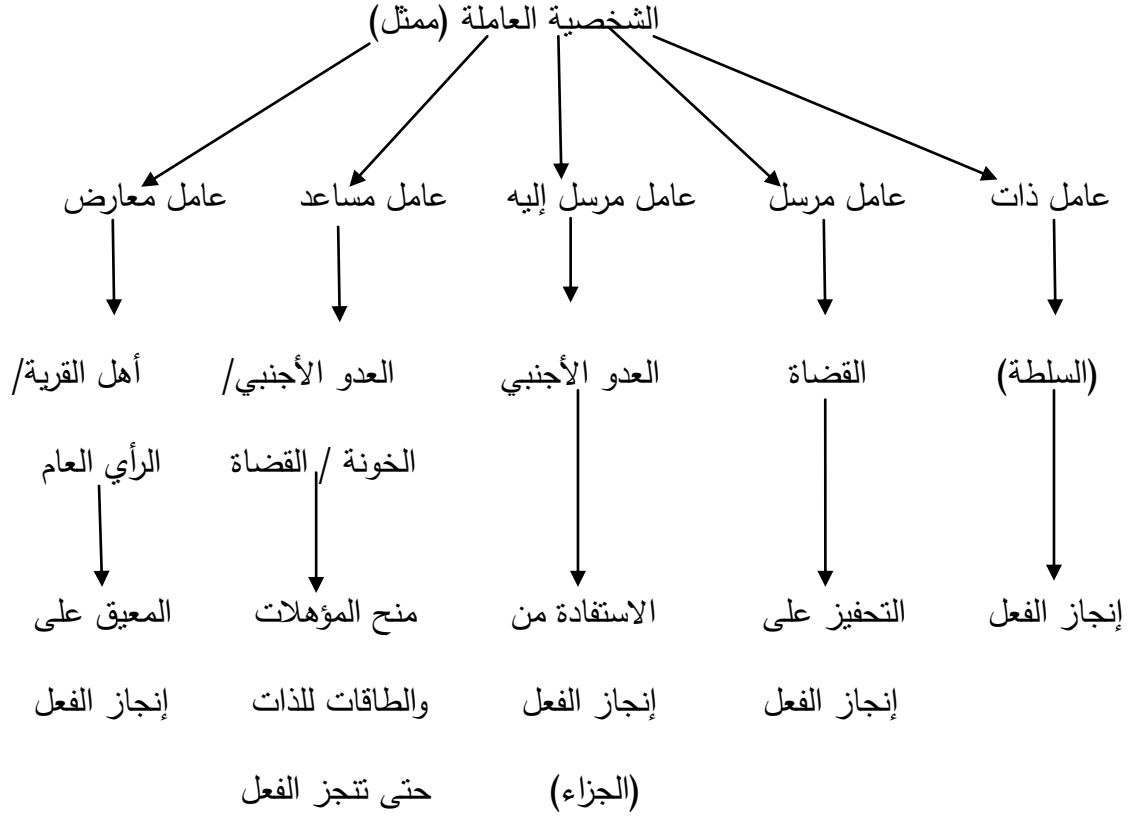 الشخصية العاملة (ممثل)
عامل ذات عامل مرسل عامل مرسل إليه عامل مساعد عامل معارض
(السلطة) القضاة العدو الأجنبي العدو الأجنبي/ أهل القرية/
الخونة / القضاة الرأي العام
إنجاز الفعل التحفيز على الاستفادة من منح المؤهلات المعيق على
إنجاز الفعل إنجاز الفعل والطاقات للذات إنجاز الفعل
(الجزاء) حتى تنجز الفعل